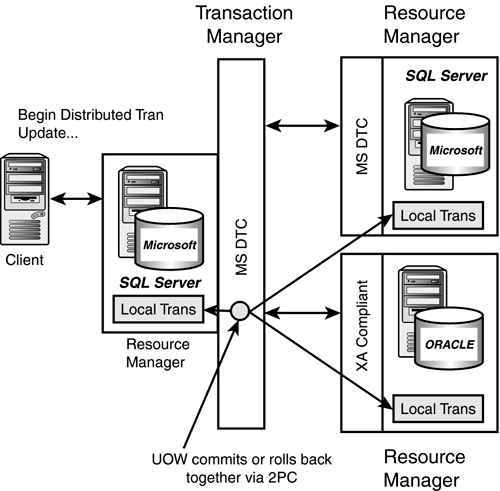 Transaction
Manager
Resource
Manager
Begin Distributed Tran
Update...
Client
Microsoft
SQL Server
Local Trans
Resource
Manager
MS DTC
MS DTC
SQL Server
Microsoft
Local Trans
XA Compliant
ORACLE
Local Trans
UOW commits or rolls back
together via 2PC
Resource
Manager